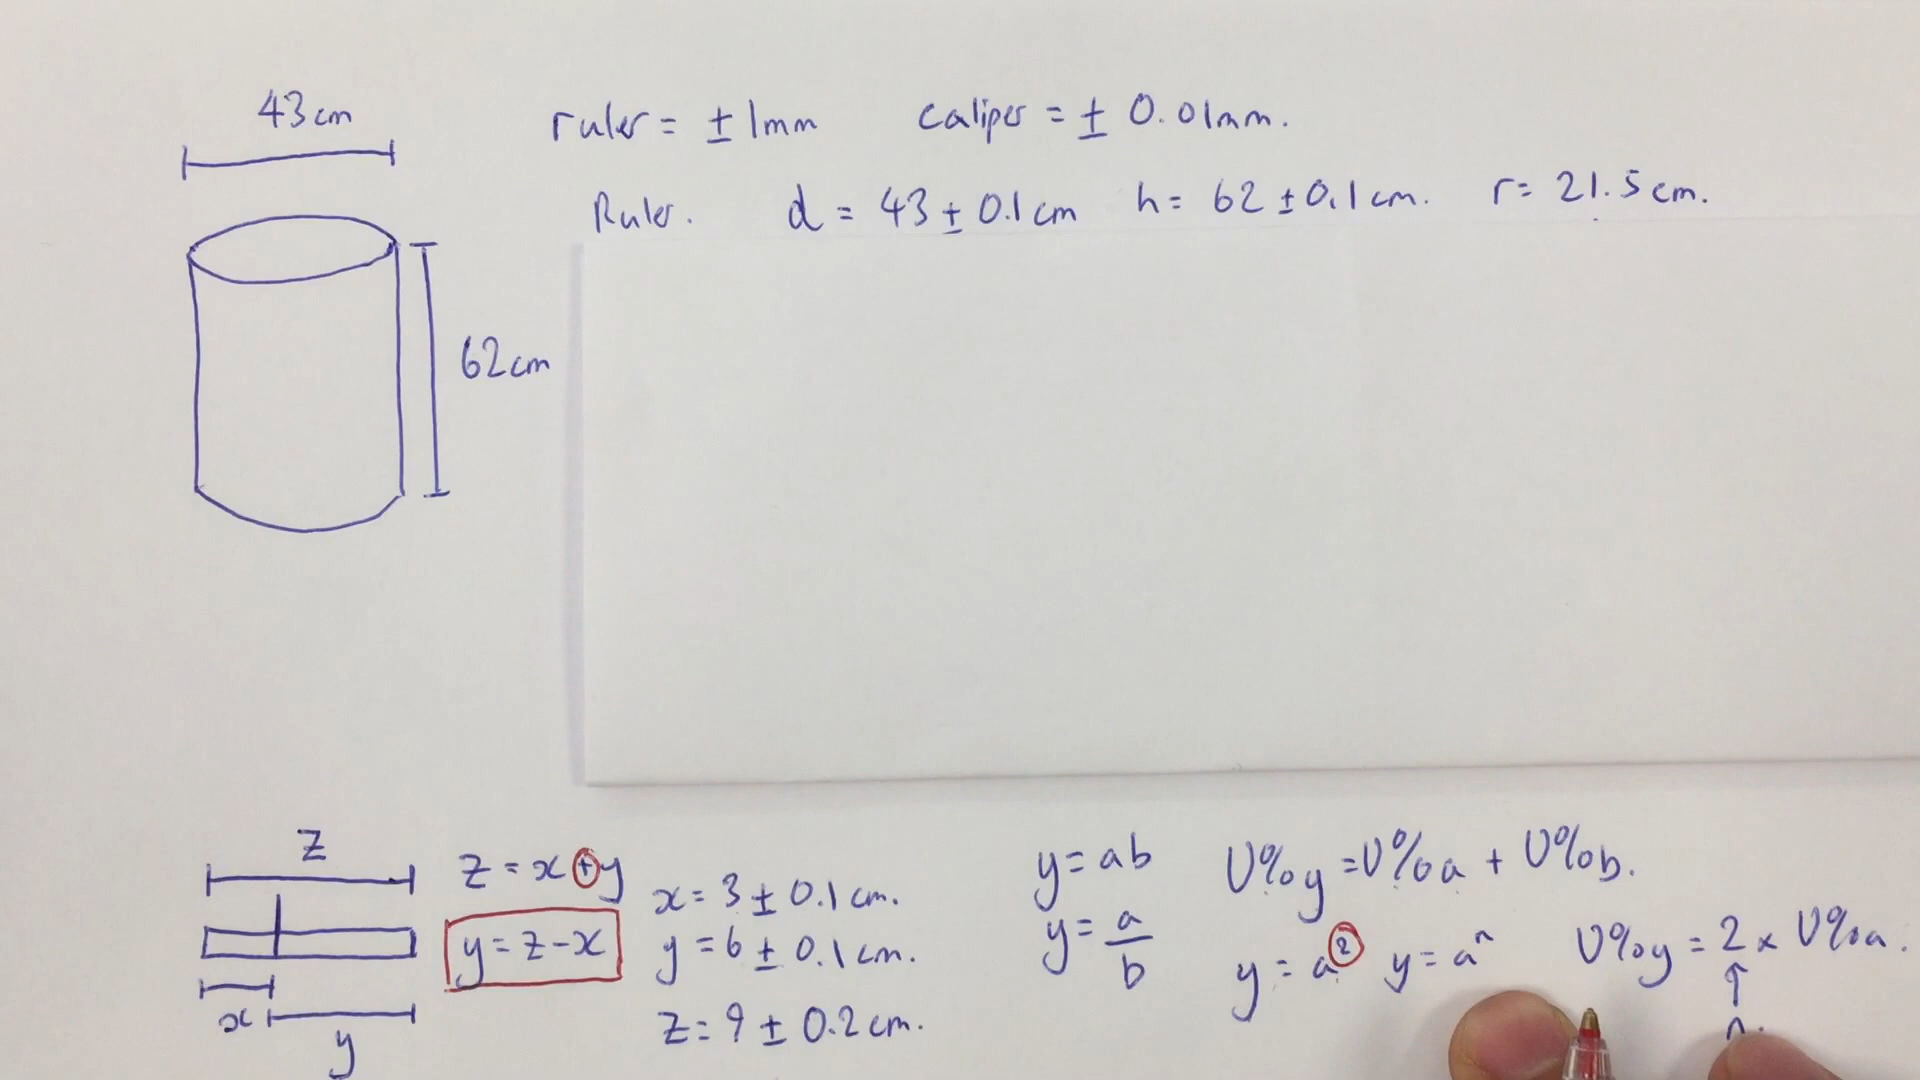 43cm
ruler = ± 1mm caliper = ± 0.01mm.
Ruler. d = 43 ± 0.1 cm h = 62 ± 0.1 cm. r = 21.5 cm.
62cm
z
z = x + y
y = z - x
x
y
x = 3 ± 0.1 cm.
y = 6 ± 0.1 cm.
z = 9 ± 0.2 cm.
y = ab U%y = U%a + U%b.
y = a/b
y = a² y = aⁿ U%y = 2 × U%a.
↑
n.